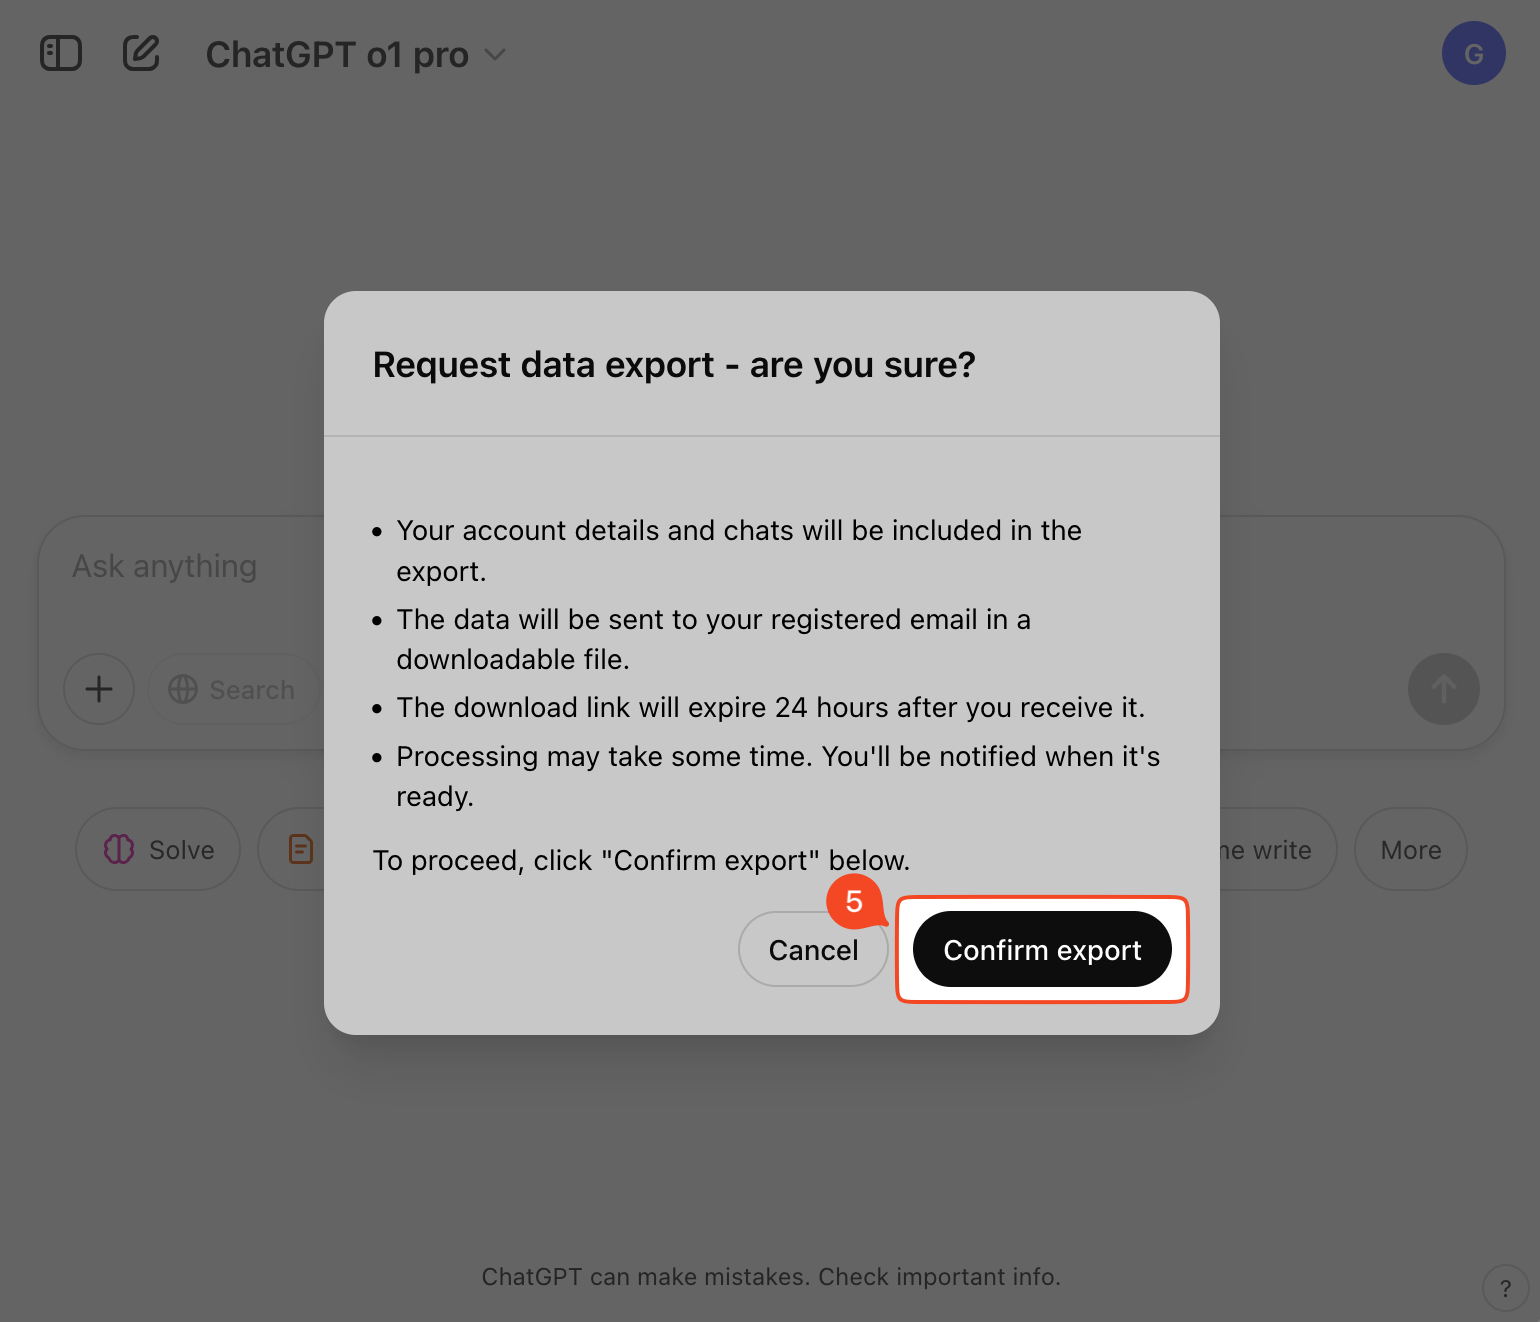 ChatGPT o1 pro
G
Request data export - are you sure?
Ask anything
Search
• Your account details and chats will be included in the
export.
• The data will be sent to your registered email in a
downloadable file.
• The download link will expire 24 hours after you receive it.
• Processing may take some time. You'll be notified when it's
ready.
Solve
ne write
More
To proceed, click "Confirm export" below.
5
Cancel
Confirm export
ChatGPT can make mistakes. Check important info.
?